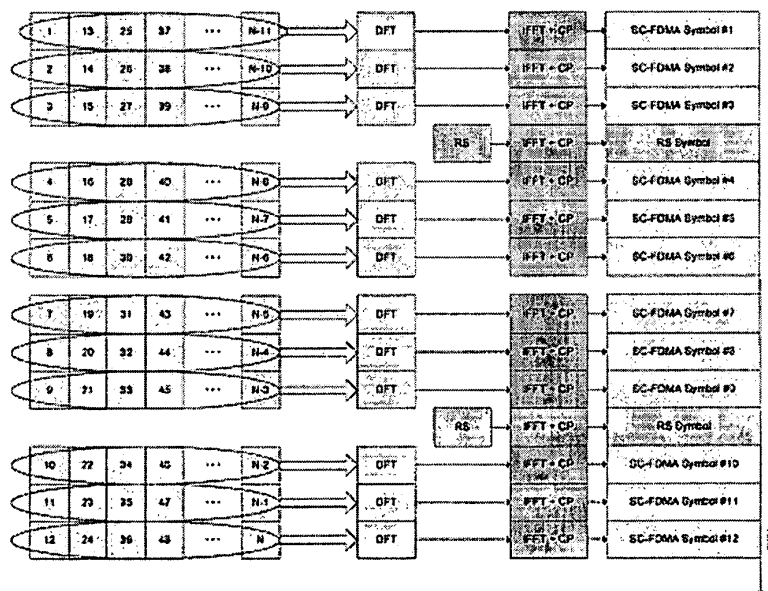 1 13 25 37 ... N-11 DFT IFFT + CP SC-FDMA Symbol #1
2 14 26 38 ... N-10 DFT IFFT + CP SC-FDMA Symbol #2
3 15 27 39 ... N-9 DFT IFFT + CP SC-FDMA Symbol #3
RS IFFT + CP RS Symbol
4 16 28 40 ... N-8 DFT IFFT + CP SC-FDMA Symbol #4
5 17 29 41 ... N-7 DFT IFFT + CP SC-FDMA Symbol #5
6 18 30 42 ... N-6 DFT IFFT + CP SC-FDMA Symbol #6
7 19 31 43 ... N-5 DFT IFFT + CP SC-FDMA Symbol #7
8 20 32 44 ... N-4 DFT IFFT + CP SC-FDMA Symbol #8
9 21 33 45 ... N-3 DFT IFFT + CP SC-FDMA Symbol #9
RS IFFT + CP RS Symbol
10 22 34 46 ... N-2 DFT IFFT + CP SC-FDMA Symbol #10
11 23 35 47 ... N-1 DFT IFFT + CP SC-FDMA Symbol #11
12 24 36 48 ... N DFT IFFT + CP SC-FDMA Symbol #12